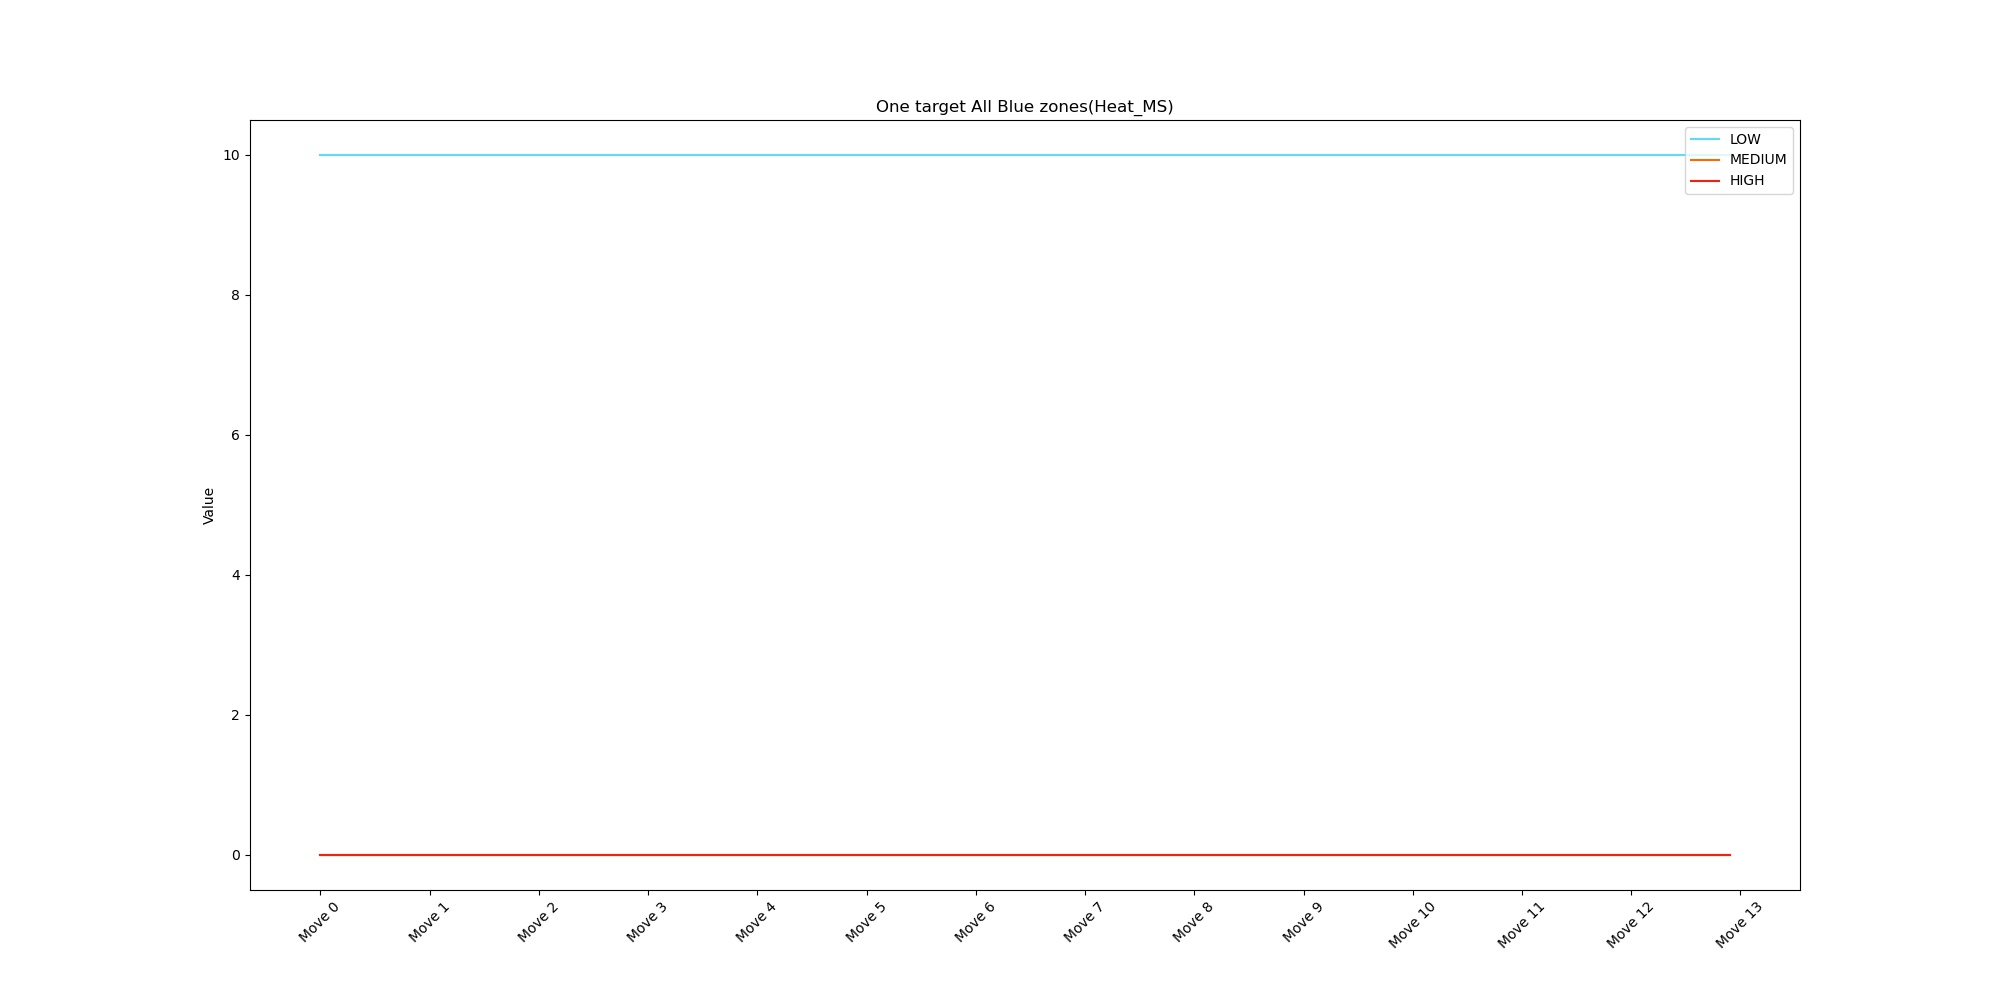 One target All Blue zones(Heat_MS)
LOW
MEDIUM
HIGH
10
8
6
4
2
0
Value
Move 0
Move 1
Move 2
Move 3
Move 4
Move 5
Move 6
Move 7
Move 8
Move 9
Move 10
Move 11
Move 12
Move 13